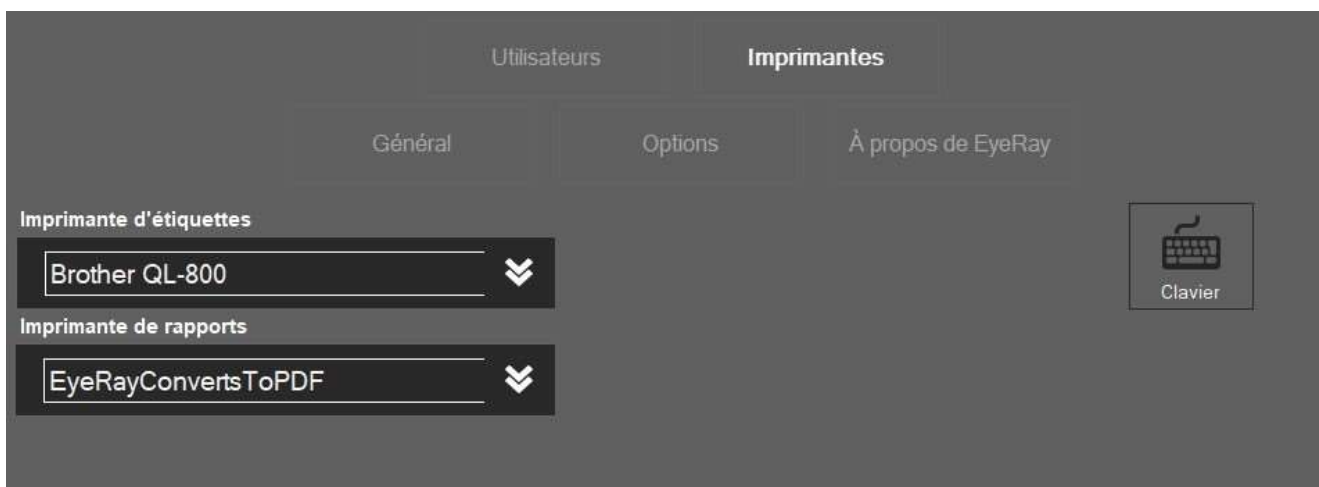 Utilisateurs Imprimantes
Général Options À propos de EyeRay
Imprimante d'étiquettes
Brother QL-800
Clavier
Imprimante de rapports
EyeRayConvertsToPDF